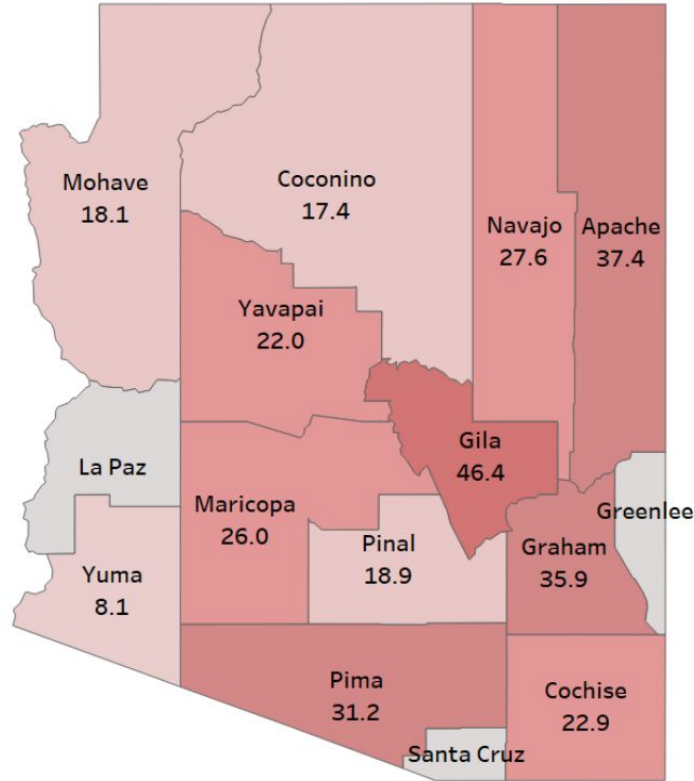 Mohave
18.1
Coconino
17.4
Navajo
27.6
Apache
37.4
Yavapai
22.0
Gila
46.4
La Paz
Maricopa
26.0
Pinal
18.9
Greenlee
Graham
35.9
Yuma
8.1
Pima
31.2
Cochise
22.9
Santa Cruz